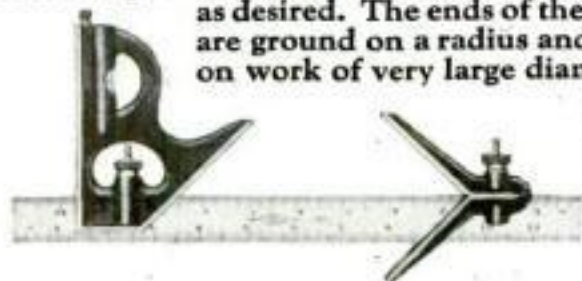 as desired. The ends of the
are ground on a radius and
on work of very large diam